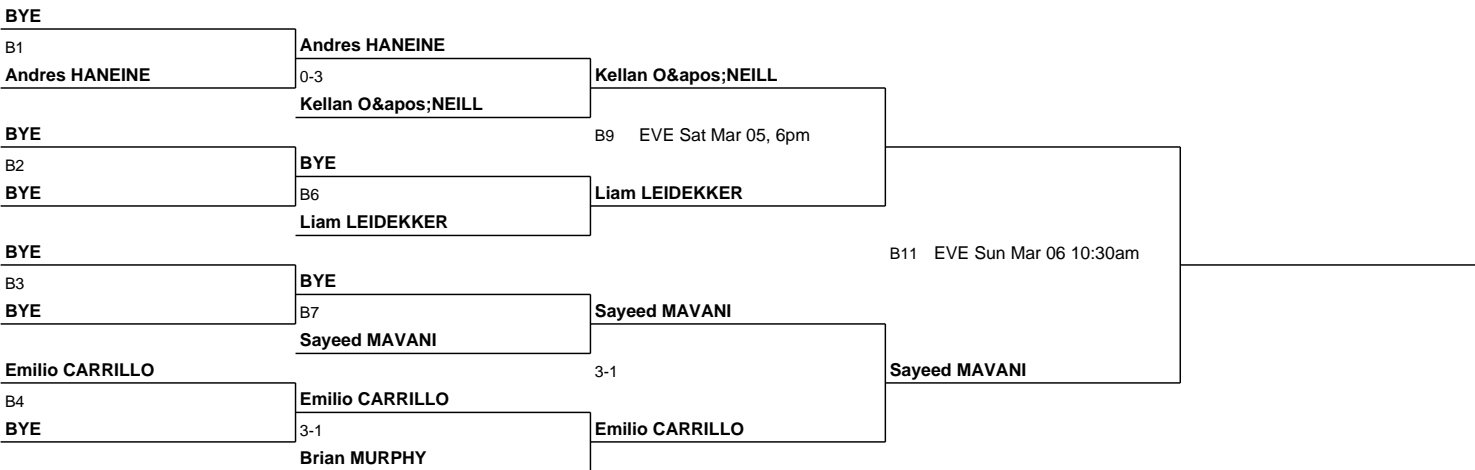 BYE
B1
Andres HANEINE
Andres HANEINE
0-3
Kellan O&apos;NEILL
Kellan O&apos;NEILL
BYE
B9 EVE Sat Mar 05, 6pm
B2
BYE
BYE
B6
Liam LEIDEKKER
Liam LEIDEKKER
BYE
B11 EVE Sun Mar 06 10:30am
B3
BYE
BYE
B7
Sayeed MAVANI
Sayeed MAVANI
Emilio CARRILLO
3-1
Sayeed MAVANI
B4
Emilio CARRILLO
BYE
3-1
Emilio CARRILLO
Brian MURPHY